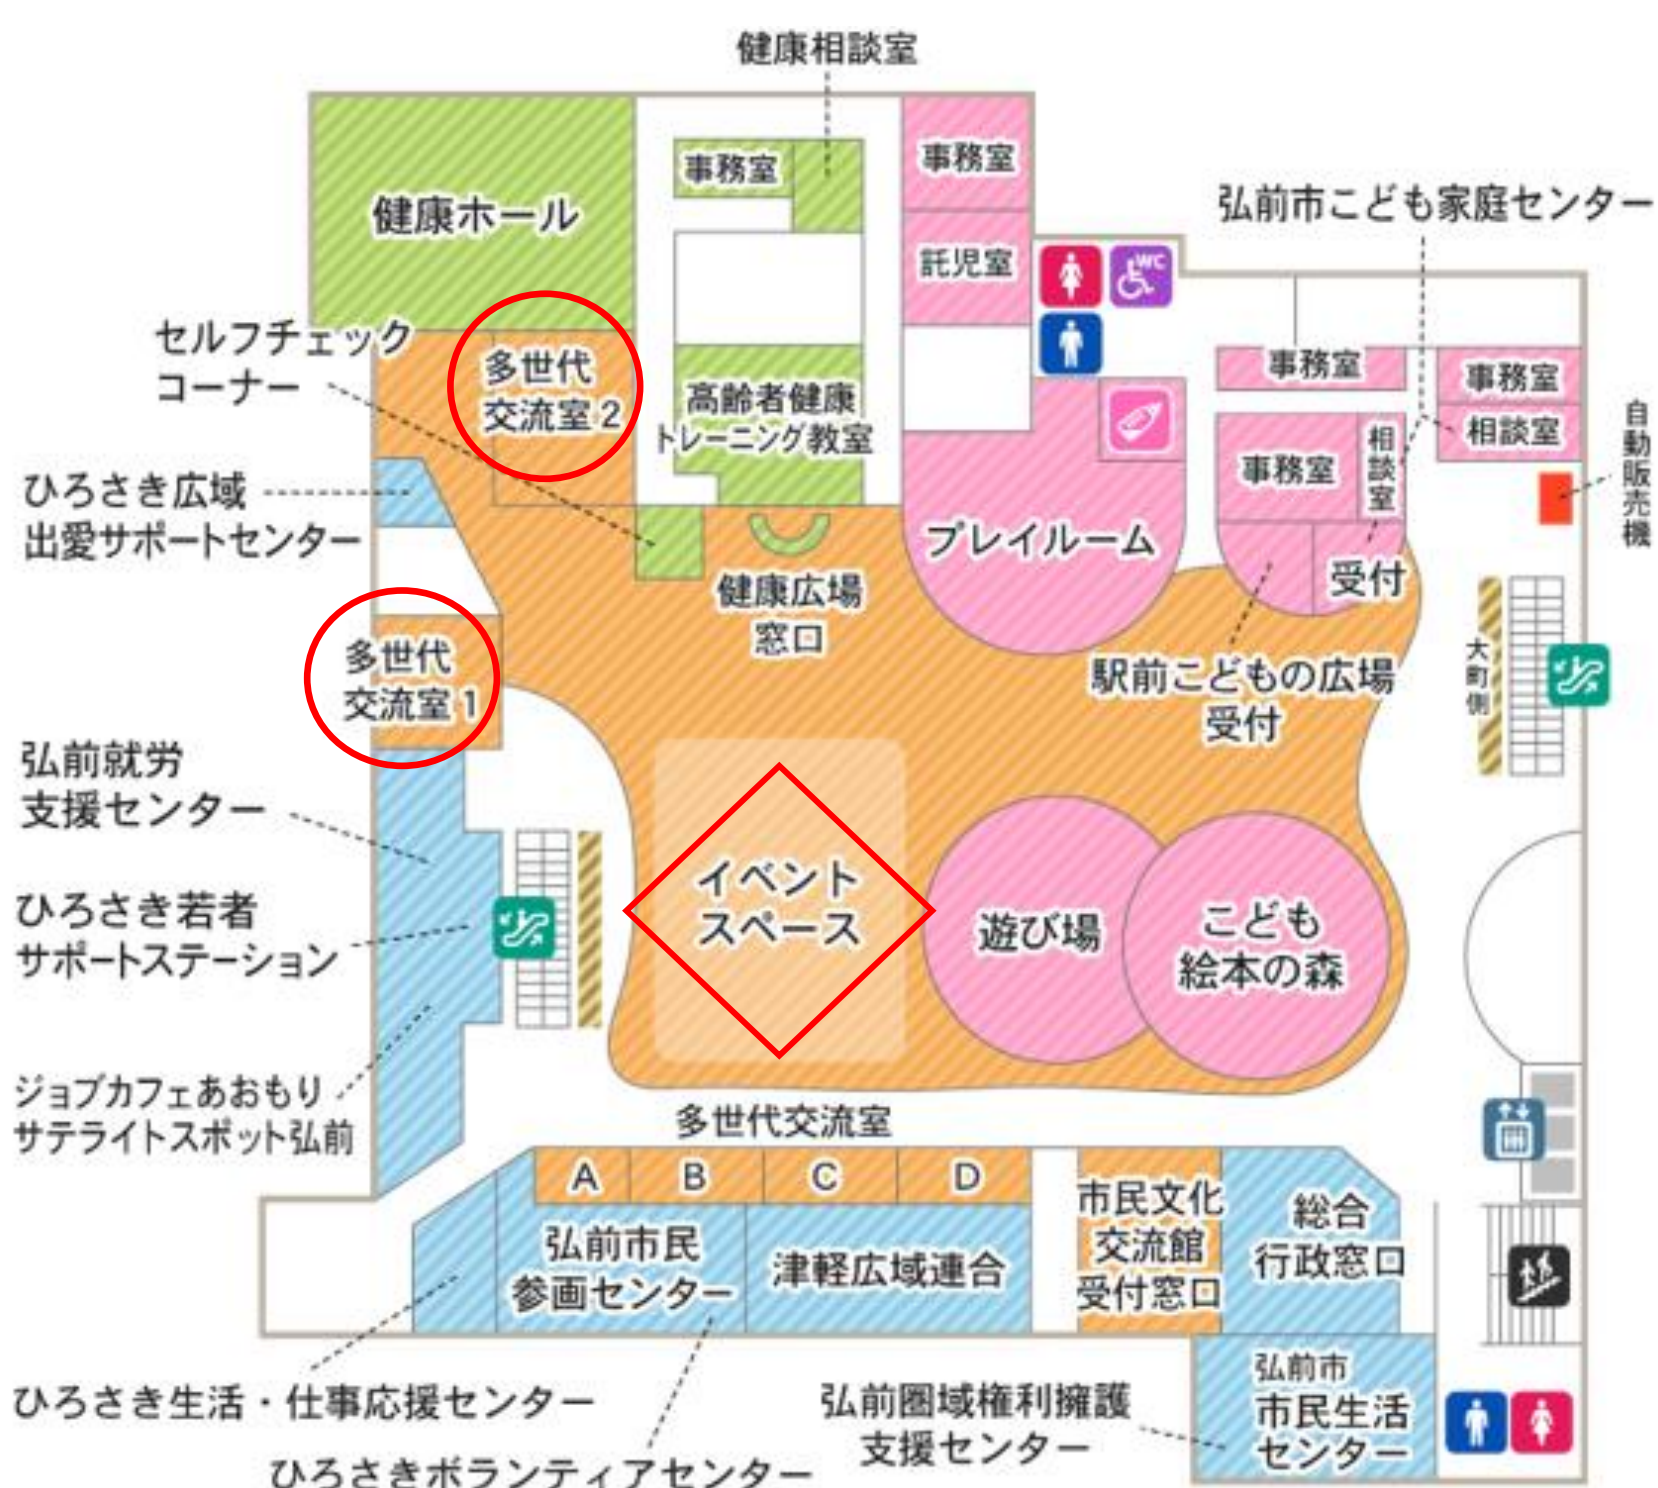 健康相談室
事務室
事務室
健康ホール
託児室
WC
弘前市こども家庭センター
セルフチェック
コーナー
多世代
交流室2
高齢者健康
トレーニング教室
事務室
事務室
相談室
事務室
相談室
自動販売機
ひろさき広域
出愛サポートセンター
プレイルーム
受付
健康広場
窓口
多世代
交流室1
駅前こどもの広場
受付
大町側
弘前就労
支援センター
イベント
スペース
遊び場
こども
絵本の森
ひろさき若者
サポートステーション
ジョブカフェあおもり
サテライトスポット弘前
多世代交流室
A
B
C
D
弘前市民
参画センター
津軽広域連合
市民文化
交流館
受付窓口
総合
行政窓口
ひろさき生活・仕事応援センター
ひろさきボランティアセンター
弘前圏域権利擁護
支援センター
弘前市
市民生活
センター